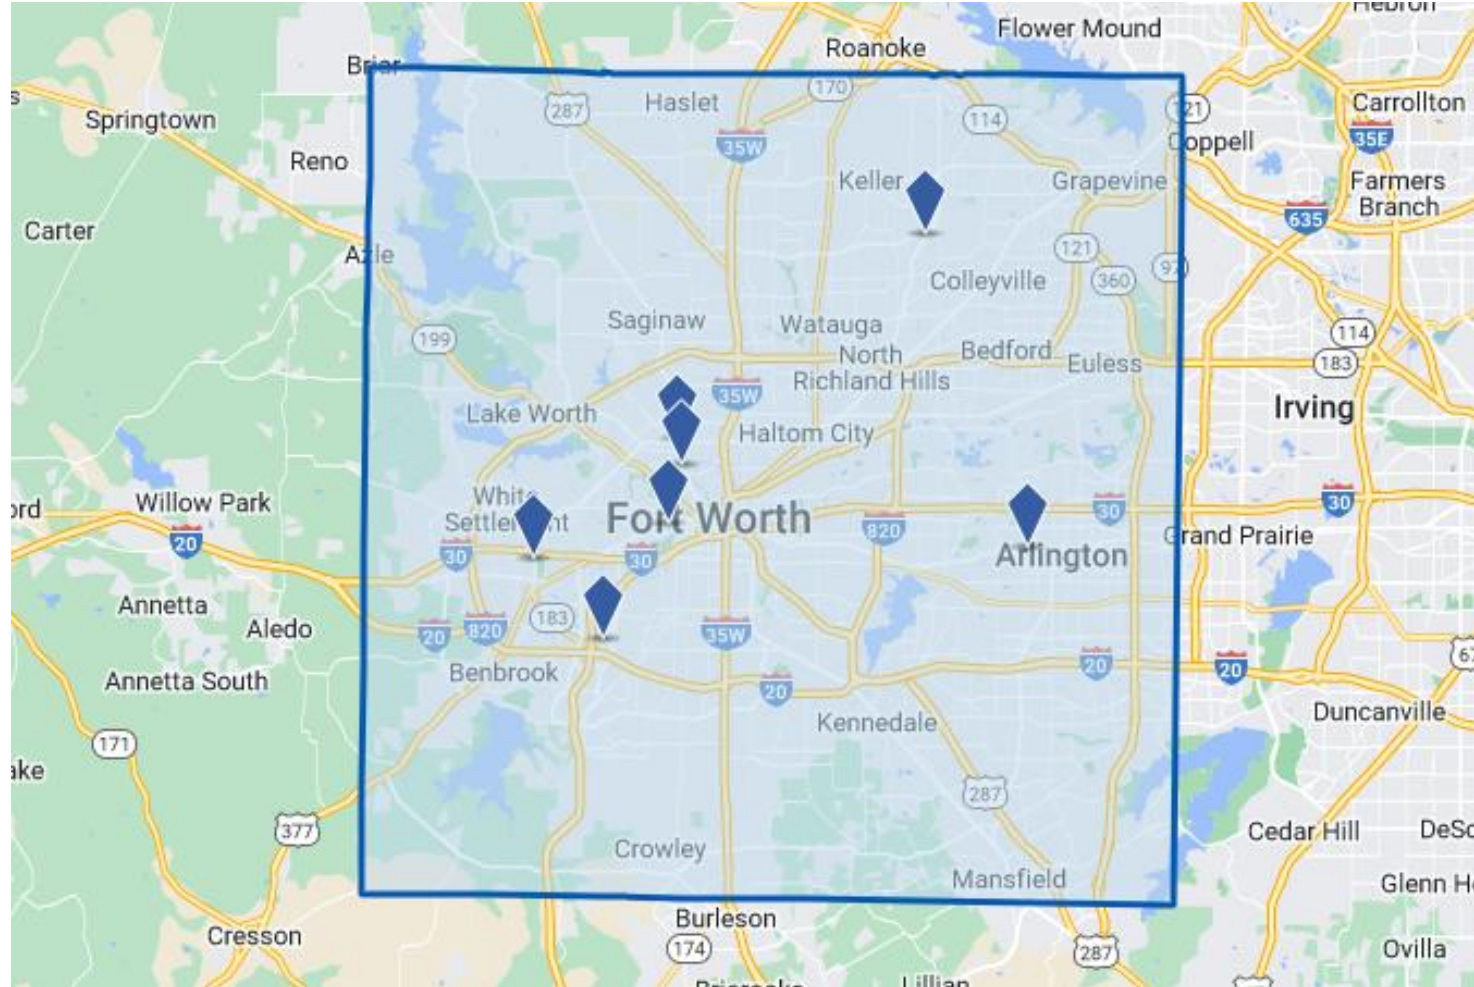 Flower Mound
Roanoke
Briar
170
Haslet
287
114
121
Carrollton
Springtown
35W
35E
Coppell
Reno
Keller
Grapevine
Farmers
Branch
635
Carter
Azle
121
97
Colleyville
360
Saginaw
Watauga
199
114
North
Richland Hills
Bedford
Euless
183
35W
Lake Worth
Irving
Haltom City
White
Settlement
Willow Park
30
30
Fort Worth
820
Grand Prairie
20
30
30
Arlington
Annetta
183
Aledo
20
820
35W
Benbrook
20
20
67
Annetta South
20
Kennedale
Duncanville
171
287
377
Cedar Hill
Crowley
Mansfield
Burleson
Cresson
174
287
Ovilla
Lillian